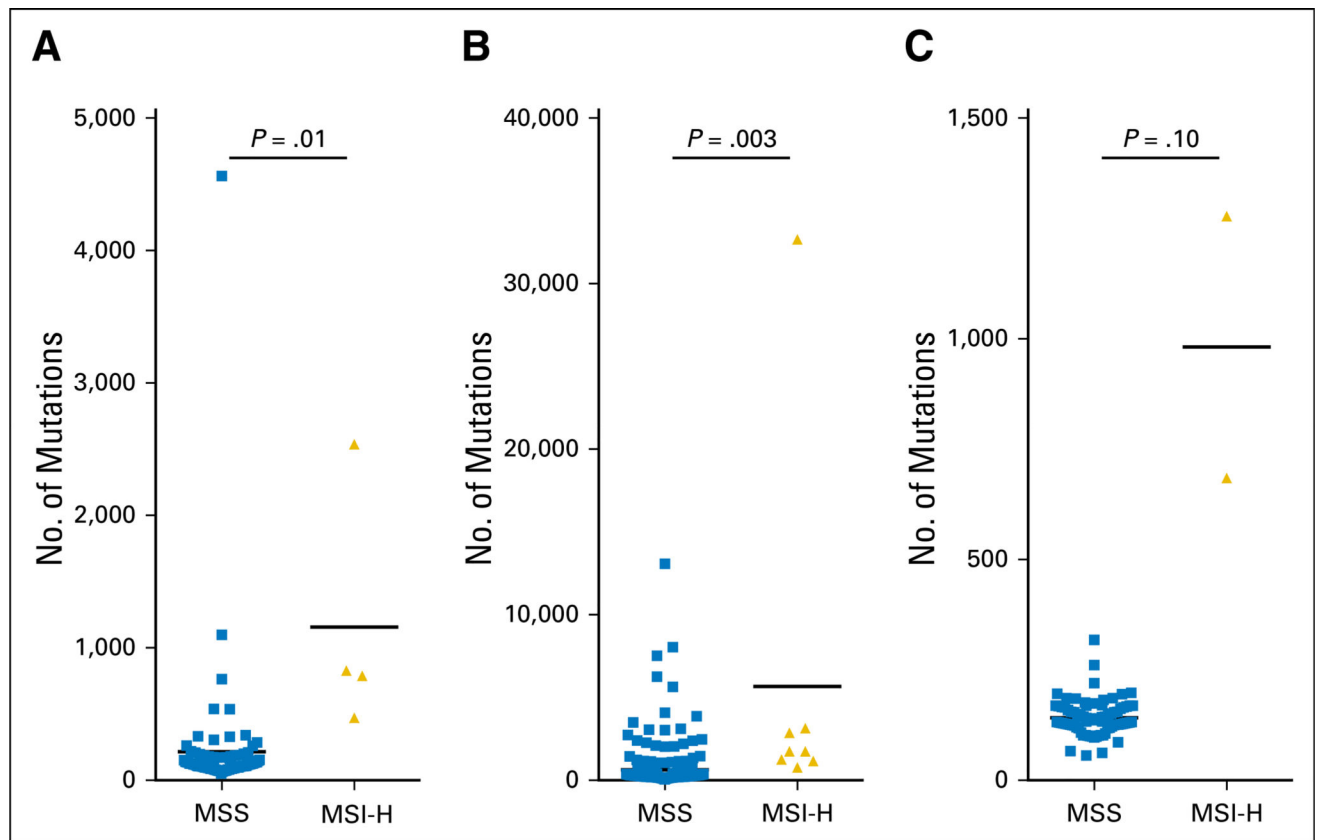 A
B
C
No. of Mutations
5,000
4,000
3,000
2,000
1,000
0
P = .01
MSS
MSI-H
No. of Mutations
40,000
30,000
20,000
10,000
0
P = .003
MSS
MSI-H
No. of Mutations
1,500
1,000
500
0
P = .10
MSS
MSI-H